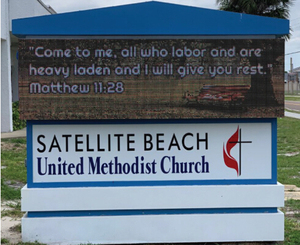 "Come to me, all who labor and are
heavy laden and I will give you rest."
Matthew 11:28
SATELLITE BEACH
United Methodist Church